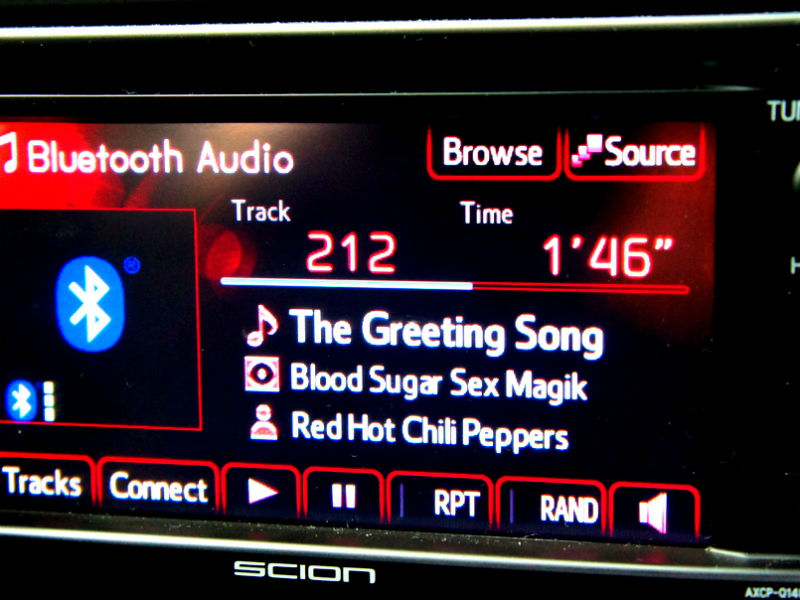 TU
Bluetooth Audio
Browse
Source
Track
Time
212
1'46"
H
The Greeting Song
Blood Sugar Sex Magik
Red Hot Chili Peppers
Tracks
Connect
RPT
RAND
SCION